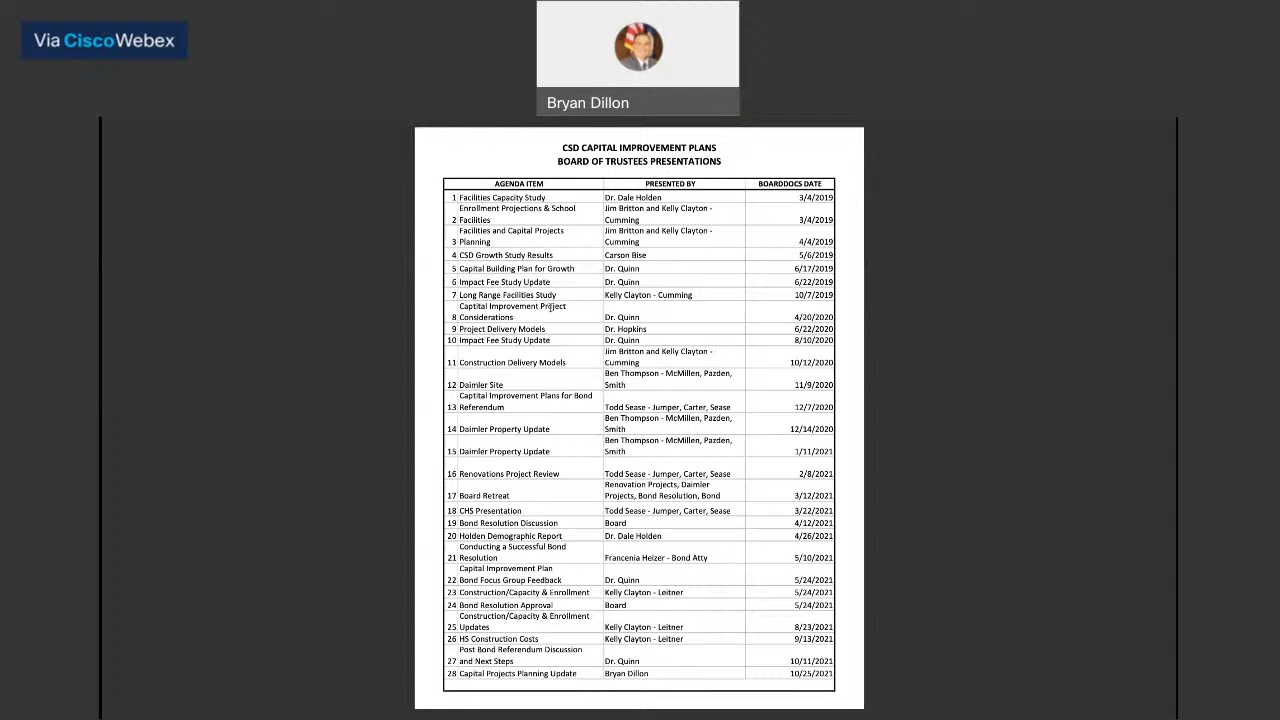 Via Cisco Webex
Bryan Dillon
CSD CAPITAL IMPROVEMENT PLANS
BOARD OF TRUSTEES PRESENTATIONS
AGENDA ITEM PRESENTED BY BOARDDOCS DATE
1 Facilities Capacity Study Dr. Dale Holden 3/4/2019
Enrollment Projections & School Jim Britton and Kelly Clayton -
2 Facilities Cumming 3/4/2019
Facilities and Capital Projects Jim Britton and Kelly Clayton -
3 Planning Cumming 4/4/2019
4 CSD Growth Study Results Carson Bise 5/6/2019
5 Capital Building Plan for Growth Dr. Quinn 6/17/2019
6 Impact Fee Study Update Dr. Quinn 6/22/2019
7 Long Range Facilities Study Kelly Clayton - Cumming 10/7/2019
Captital Improvement Project
8 Considerations Dr. Quinn 4/20/2020
9 Project Delivery Models Dr. Hopkins 6/22/2020
10 Impact Fee Study Update Dr. Quinn 8/10/2020
Jim Britton and Kelly Clayton -
11 Construction Delivery Models Cumming 10/12/2020
Ben Thompson - McMillen, Pazden,
12 Daimler Site Smith 11/9/2020
Captital Improvement Plans for Bond
13 Referendum Todd Sease - Jumper, Carter, Sease 12/7/2020
Ben Thompson - McMillen, Pazden,
14 Daimler Property Update Smith 12/14/2020
Ben Thompson - McMillen, Pazden,
15 Daimler Property Update Smith 1/11/2021
16 Renovations Project Review Todd Sease - Jumper, Carter, Sease 2/8/2021
Renovation Projects, Daimler
17 Board Retreat Projects, Bond Resolution, Bond 3/12/2021
18 CHS Presentation Todd Sease - Jumper, Carter, Sease 3/22/2021
19 Bond Resolution Discussion Board 4/12/2021
20 Holden Demographic Report Dr. Dale Holden 4/26/2021
Conducting a Successful Bond
21 Resolution Francenia Heizer - Bond Atty 5/10/2021
Capital Improvement Plan
22 Bond Focus Group Feedback Dr. Quinn 5/24/2021
23 Construction/Capacity & Enrollment Kelly Clayton - Leitner 5/24/2021
24 Bond Resolution Approval Board 5/24/2021
Construction/Capacity & Enrollment
25 Updates Kelly Clayton - Leitner 8/23/2021
26 HS Construction Costs Kelly Clayton - Leitner 9/13/2021
Post Bond Referendum Discussion
27 and Next Steps Dr. Quinn 10/11/2021
28 Capital Projects Planning Update Bryan Dillon 10/25/2021